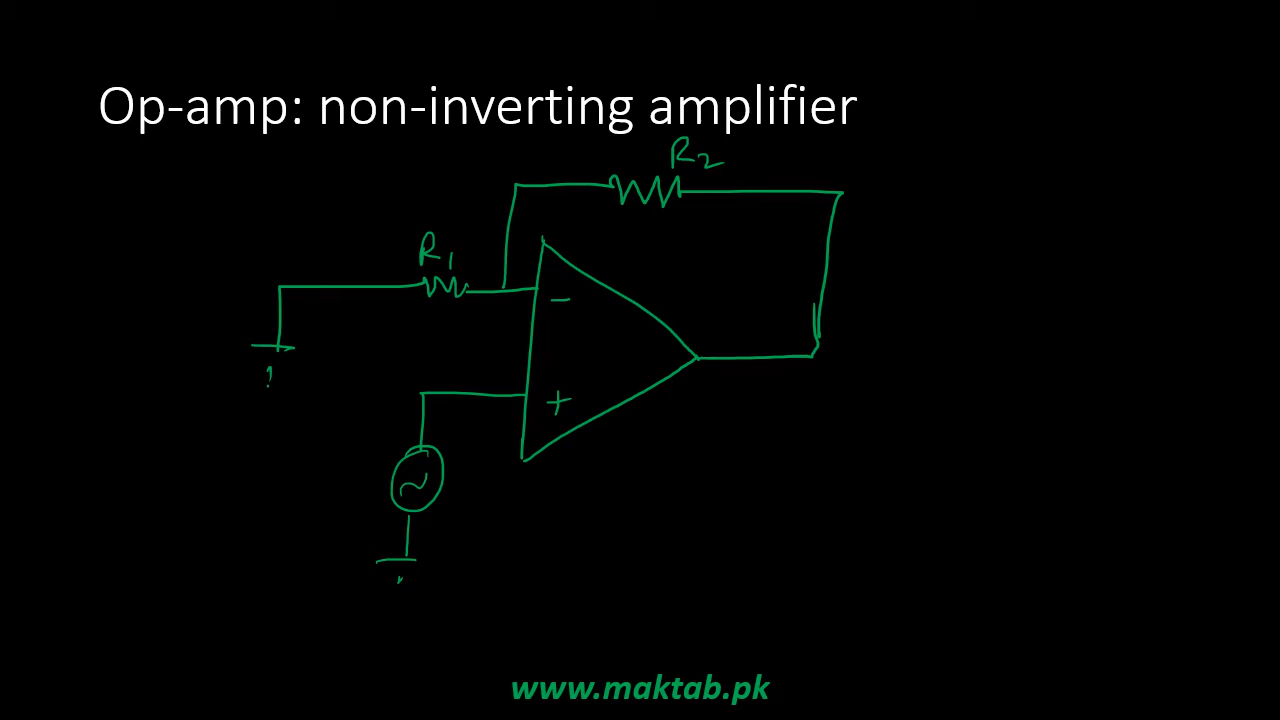 Op-amp: non-inverting amplifier
R2
R1
−
+
~
www.maktab.pk